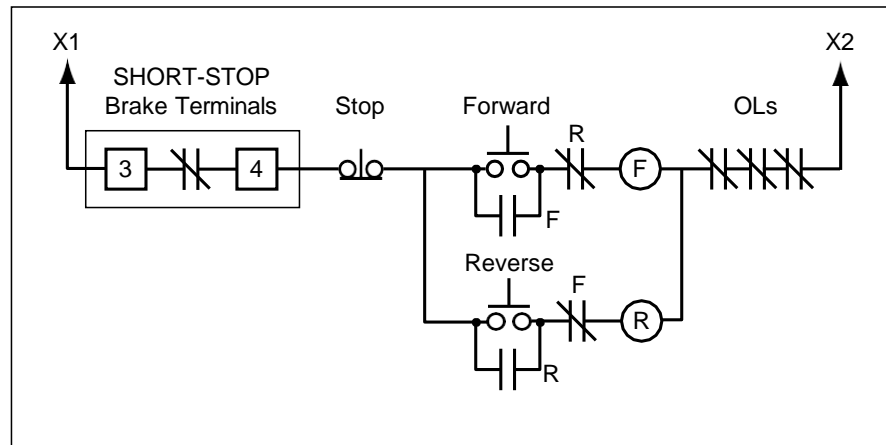 X1
X2
SHORT-STOP
Brake Terminals
Stop
Forward
OLs
R
3
4
F
F
Reverse
F
R
R